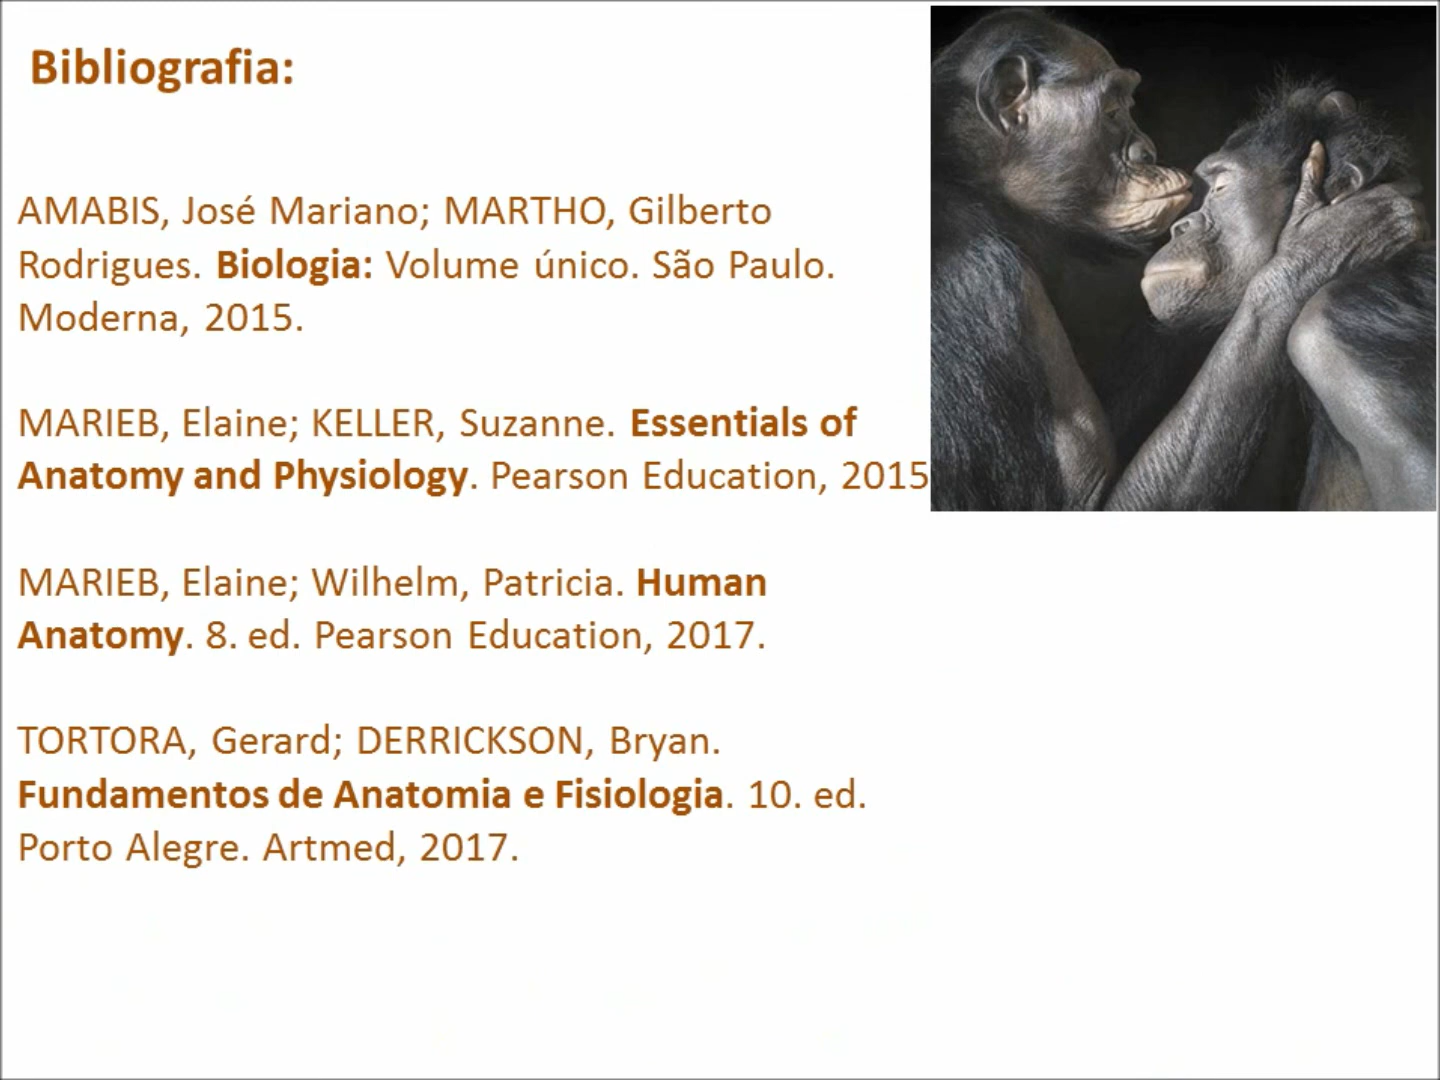 Bibliografia:
AMABIS, José Mariano; MARTHO, Gilberto
Rodrigues. Biologia: Volume único. São Paulo.
Moderna, 2015.
MARIEB, Elaine; KELLER, Suzanne. Essentials of
Anatomy and Physiology. Pearson Education, 2015
MARIEB, Elaine; Wilhelm, Patricia. Human
Anatomy. 8. ed. Pearson Education, 2017.
TORTORA, Gerard; DERRICKSON, Bryan.
Fundamentos de Anatomia e Fisiologia. 10. ed.
Porto Alegre. Artmed, 2017.